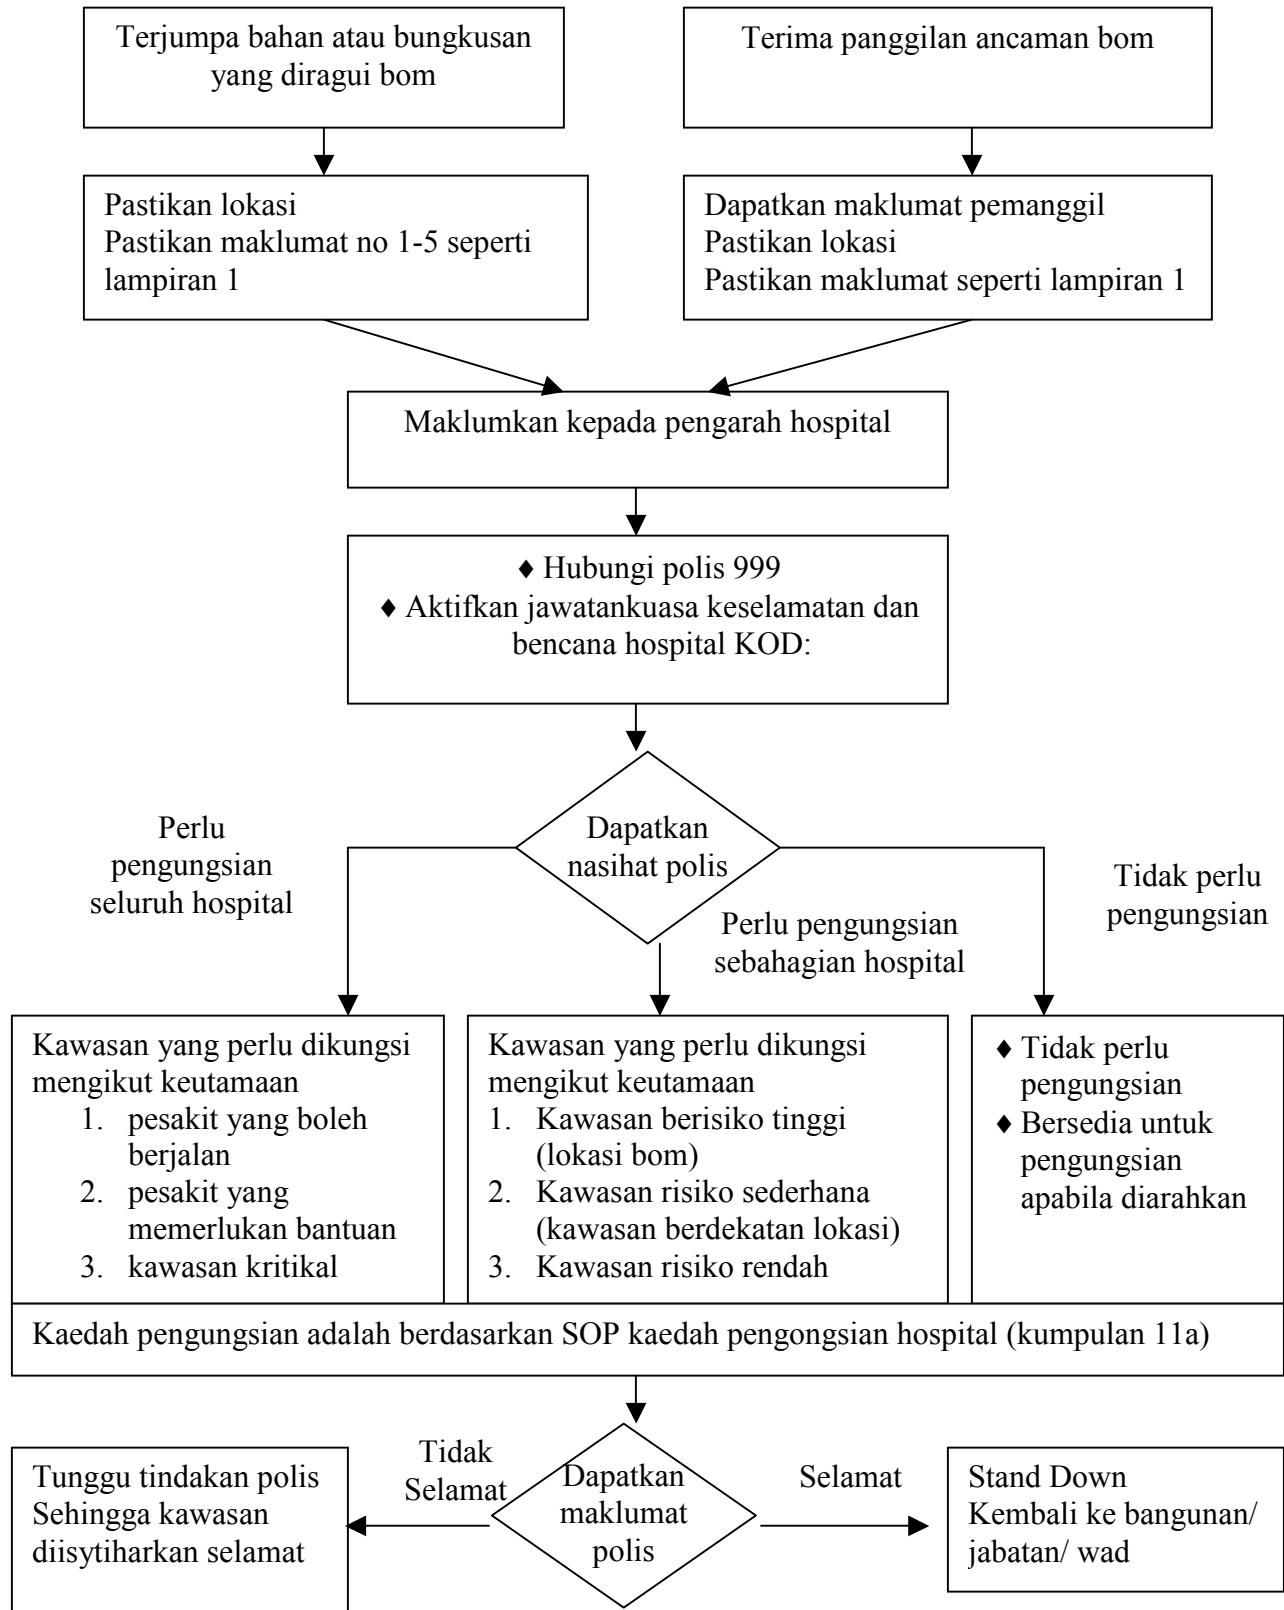 Terjumpa bahan atau bungkusan
yang diragui bom
Terima panggilan ancaman bom
Pastikan lokasi
Pastikan maklumat no 1-5 seperti
lampiran 1
Dapatkan maklumat pemanggil
Pastikan lokasi
Pastikan maklumat seperti lampiran 1
Maklumkan kepada pengarah hospital
♦ Hubungi polis 999
♦ Aktifkan jawatankuasa keselamatan dan
bencana hospital KOD:
Dapatkan
nasihat polis
Perlu
pengungsian
seluruh hospital
Perlu pengungsian
sebahagian hospital
Tidak perlu
pengungsian
Kawasan yang perlu dikungsi
mengikut keutamaan
1. pesakit yang boleh
berjalan
2. pesakit yang
memerlukan bantuan
3. kawasan kritikal
Kawasan yang perlu dikungsi
mengikut keutamaan
1. Kawasan berisiko tinggi
(lokasi bom)
2. Kawasan risiko sederhana
(kawasan berdekatan lokasi)
3. Kawasan risiko rendah
♦ Tidak perlu
pengungsian
♦ Bersedia untuk
pengungsian
apabila diarahkan
Kaedah pengungsian adalah berdasarkan SOP kaedah pengongsian hospital (kumpulan 11a)
Dapatkan
maklumat
polis
Tidak
Selamat
Selamat
Tunggu tindakan polis
Sehingga kawasan
diisytiharkan selamat
Stand Down
Kembali ke bangunan/
jabatan/ wad